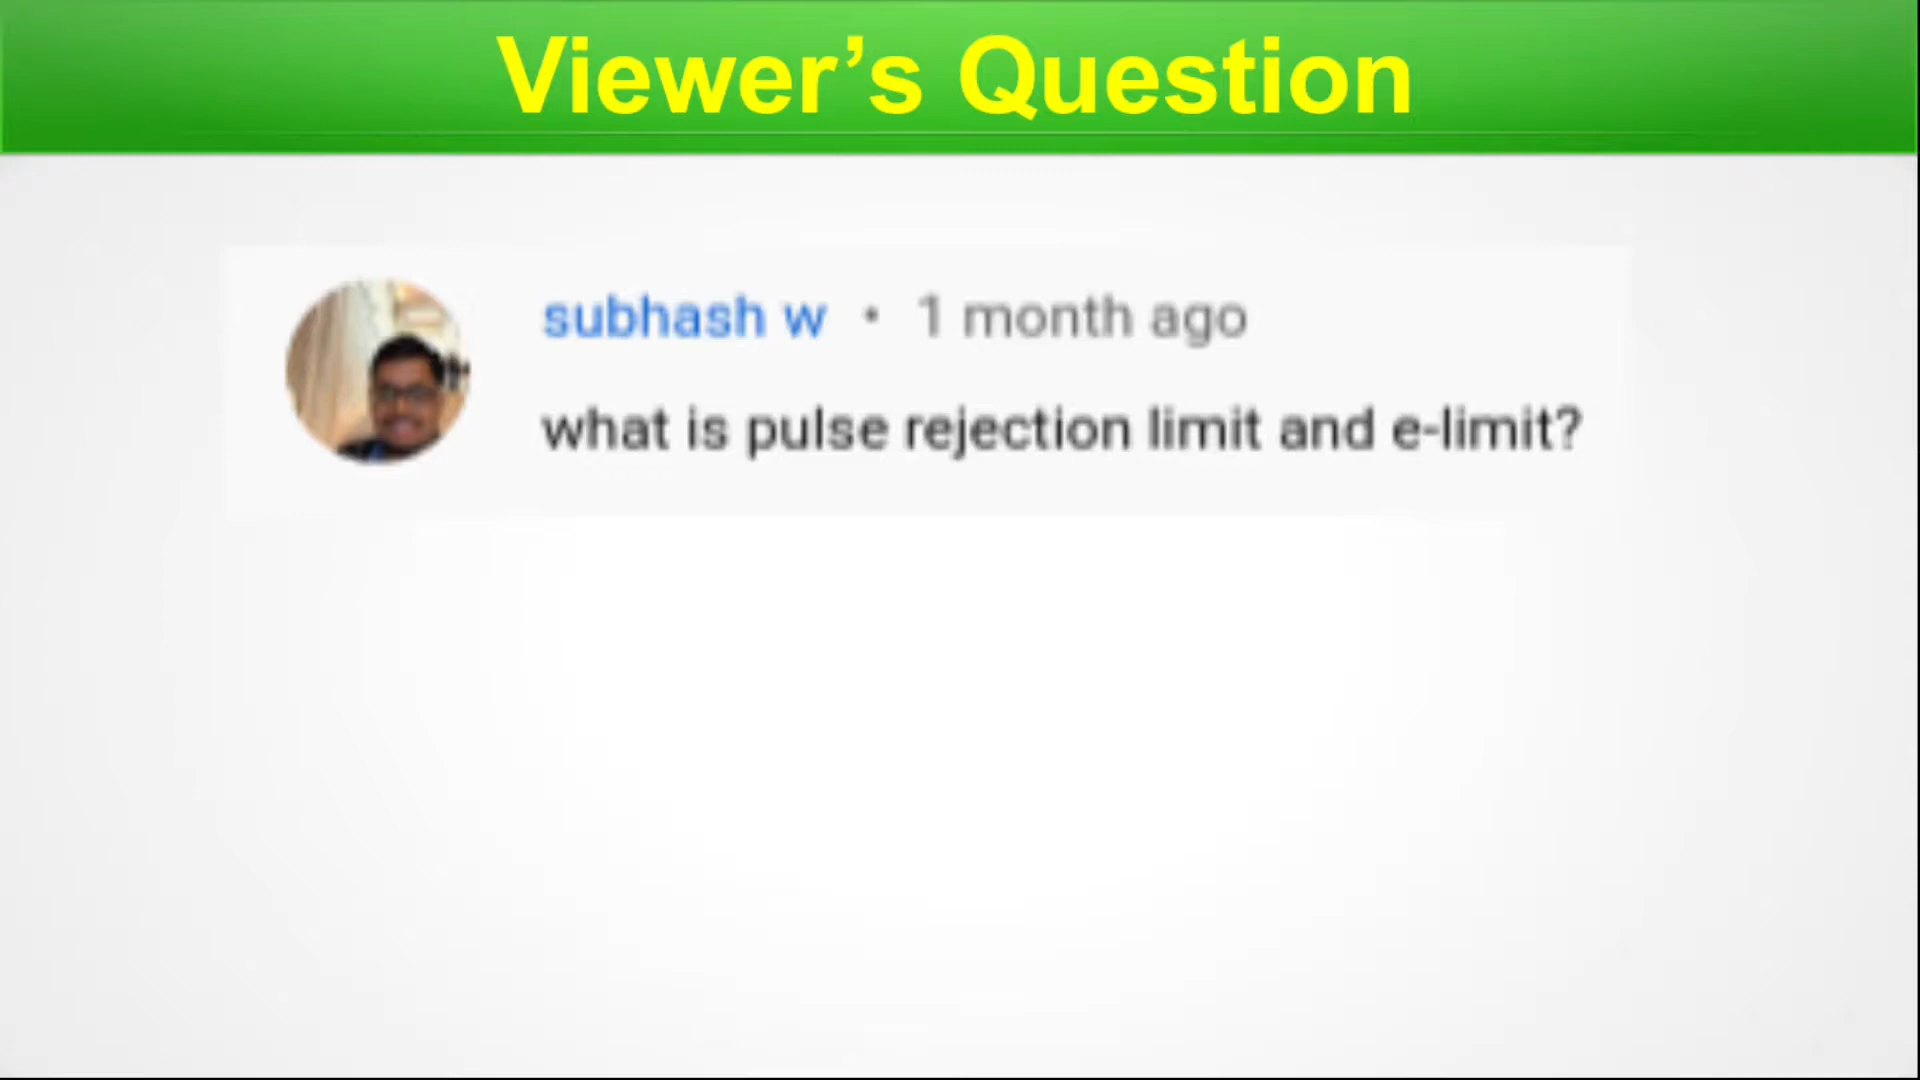 Viewer’s Question
subhash w • 1 month ago
what is pulse rejection limit and e-limit?